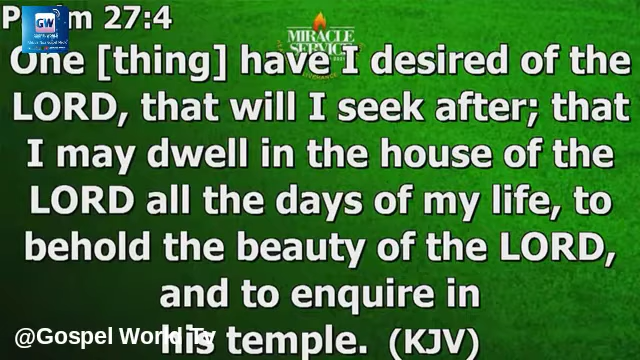 Psalm 27:4
GW
MIRACLE
SERVICE
One [thing] have I desired of the
LORD, that will I seek after; that
I may dwell in the house of the
LORD all the days of my life, to
behold the beauty of the LORD,
and to enquire in
his temple. (KJV)
@Gospel World Tv